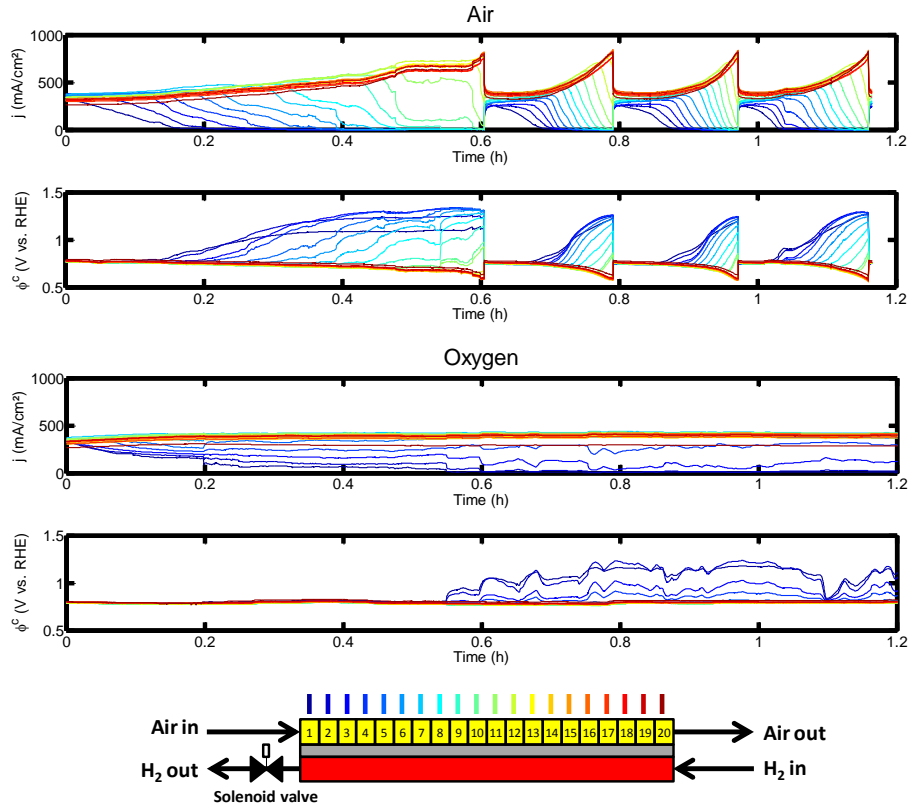 Air
j (mA/cm²)
1000
500
0
0 0.2 0.4 0.6 0.8 1 1.2
Time (h)
ϕᶜ (V vs. RHE)
1.5
1
0.5
0 0.2 0.4 0.6 0.8 1 1.2
Time (h)
Oxygen
j (mA/cm²)
1000
500
0
0 0.2 0.4 0.6 0.8 1 1.2
Time (h)
ϕᶜ (V vs. RHE)
1.5
1
0.5
0 0.2 0.4 0.6 0.8 1 1.2
Time (h)
Air in
1 2 3 4 5 6 7 8 9 10 11 12 13 14 15 16 17 18 19 20
Air out
H₂ out
H₂ in
Solenoid valve